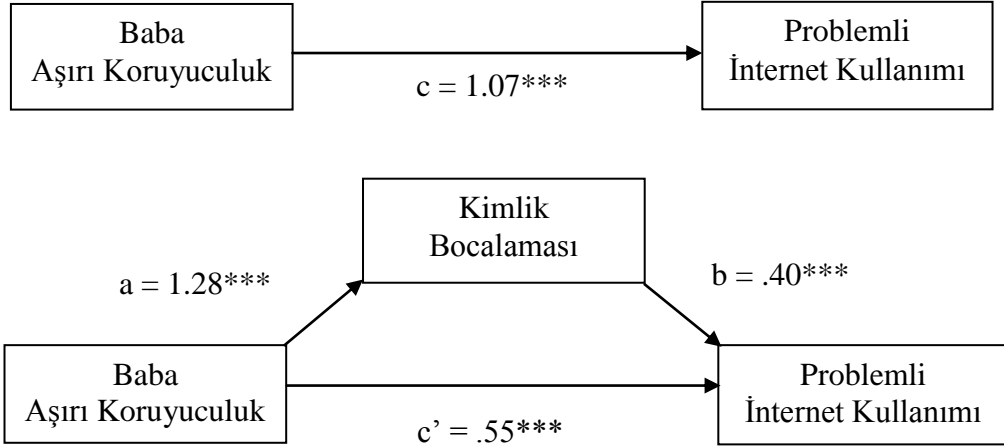 Baba
Aşırı Koruyuculuk
Problemli
İnternet Kullanımı
c = 1.07***
Kimlik
Bocalaması
a = 1.28***
b = .40***
Baba
Aşırı Koruyuculuk
Problemli
İnternet Kullanımı
c’ = .55***